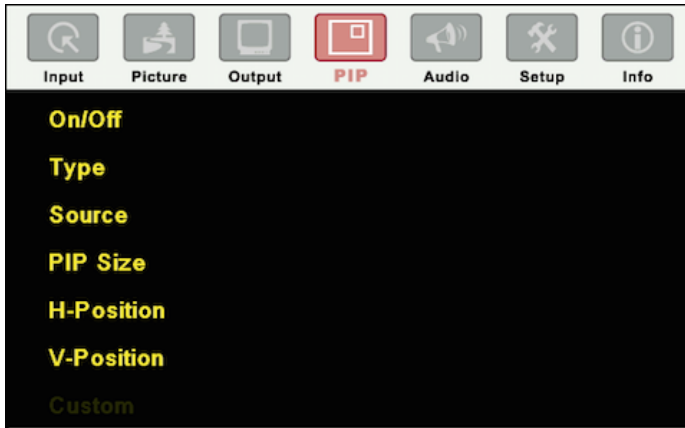 Input Picture Output PIP Audio Setup Info
On/Off
Type
Source
PIP Size
H-Position
V-Position
Custom